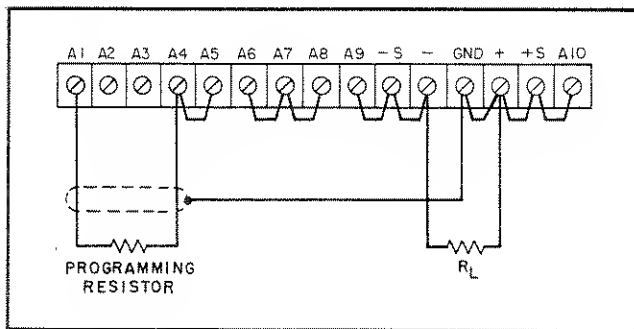 A1 A2 A3 A4 A5 A6 A7 A8 A9 -S - GND + +S A10
PROGRAMMING
RESISTOR
RL